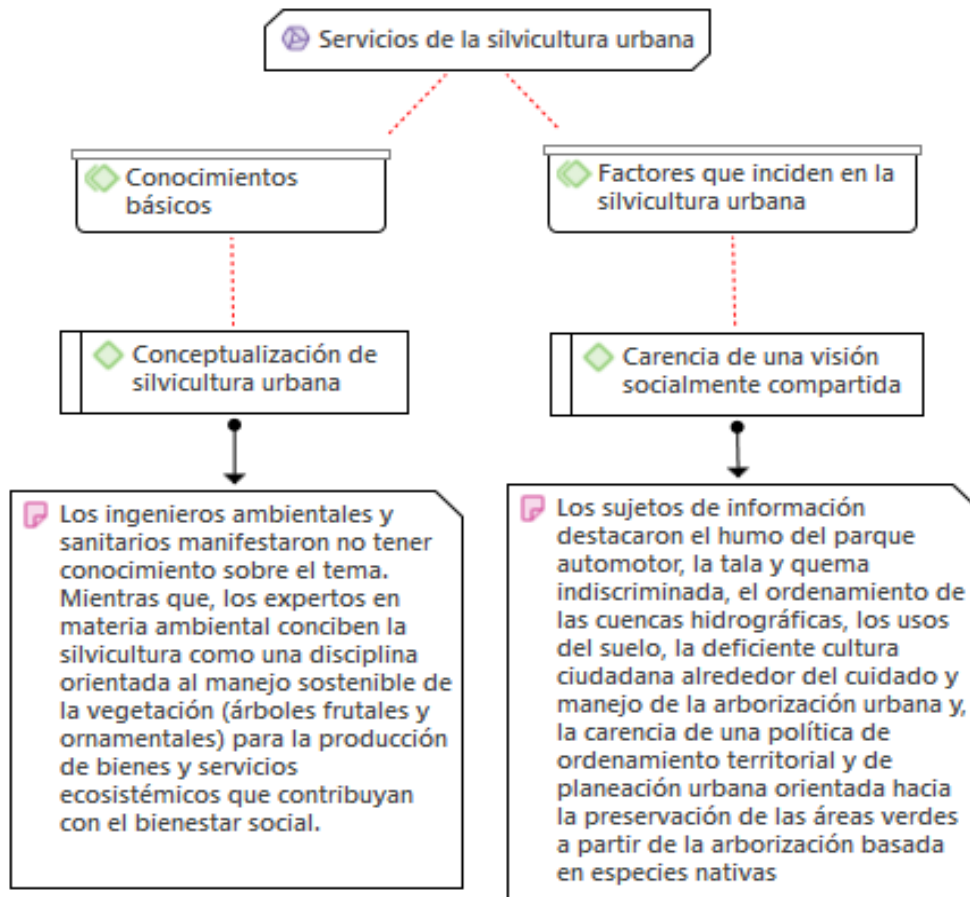 Servicios de la silvicultura urbana
Conocimientos
básicos
Factores que inciden en la
silvicultura urbana
Conceptualización de
silvicultura urbana
Carencia de una visión
socialmente compartida
Los ingenieros ambientales y
sanitarios manifestaron no tener
conocimiento sobre el tema.
Mientras que, los expertos en
materia ambiental conciben la
silvicultura como una disciplina
orientada al manejo sostenible de
la vegetación (árboles frutales y
ornamentales) para la producción
de bienes y servicios
ecosistémicos que contribuyan
con el bienestar social.
Los sujetos de información
destacaron el humo del parque
automotor, la tala y quema
indiscriminada, el ordenamiento de
las cuencas hidrográficas, los usos
del suelo, la deficiente cultura
ciudadana alrededor del cuidado y
manejo de la arborización urbana y,
la carencia de una política de
ordenamiento territorial y de
planeación urbana orientada hacia
la preservación de las áreas verdes
a partir de la arborización basada
en especies nativas